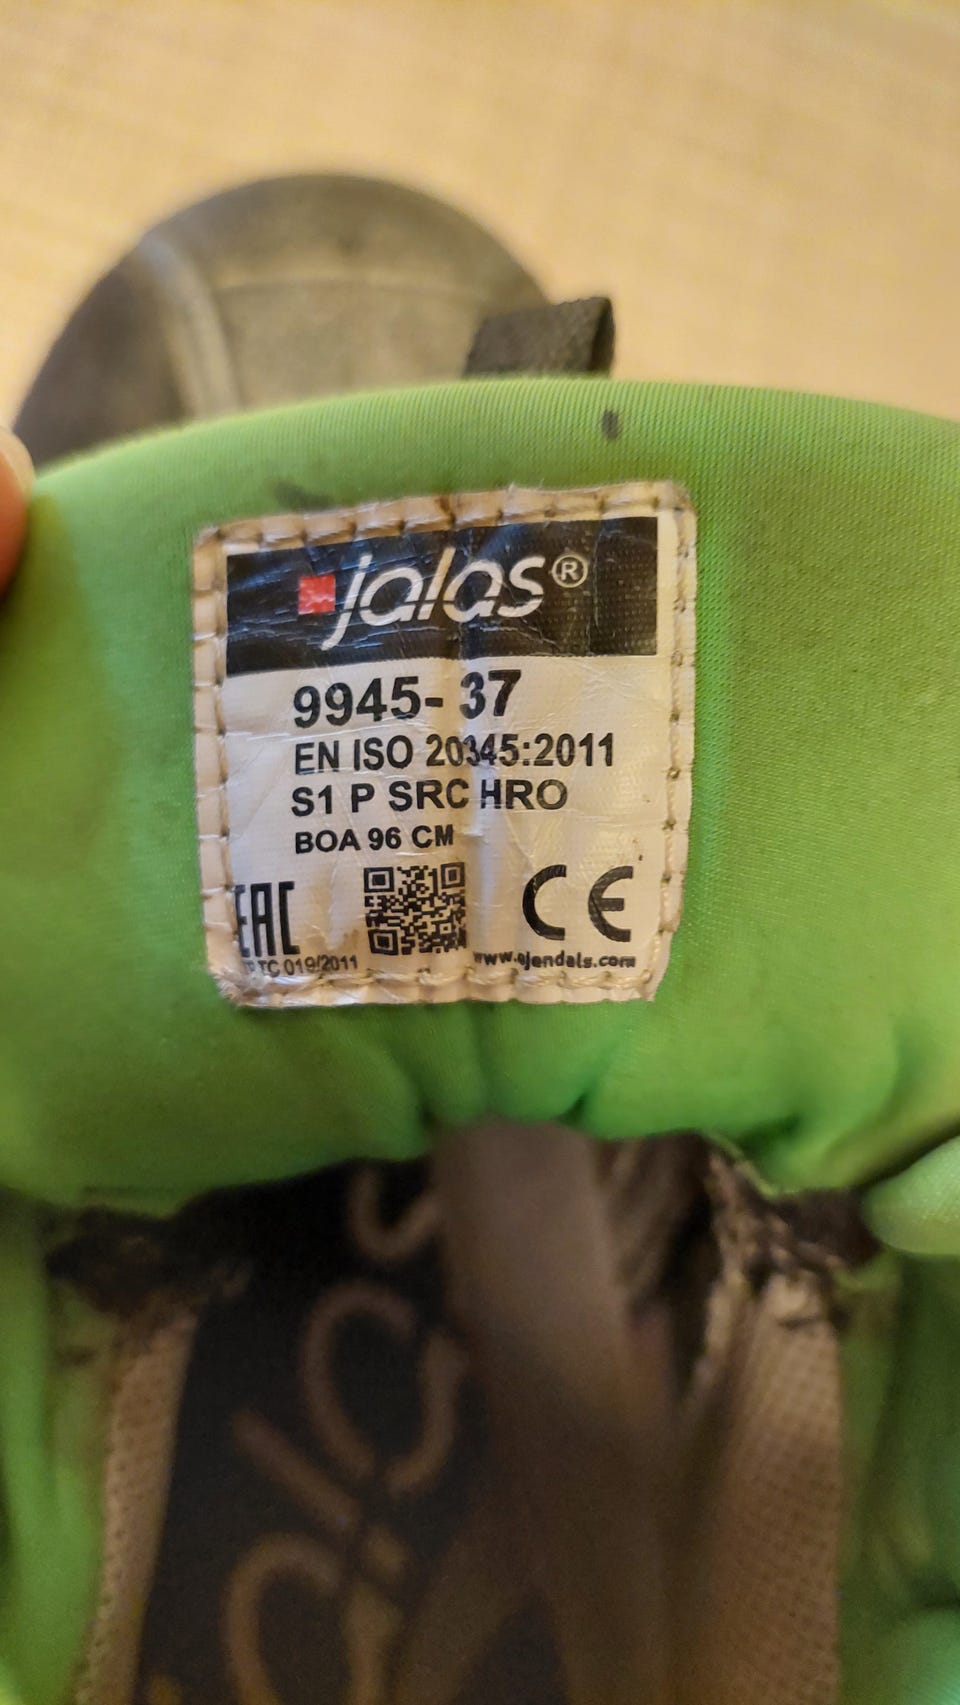 jalas®
9945- 37
EN ISO 20345:2011
S1 P SRC HRO
BOA 96 CM
EAC
TC 019/2011
CE
www.ejendals.com
jalas